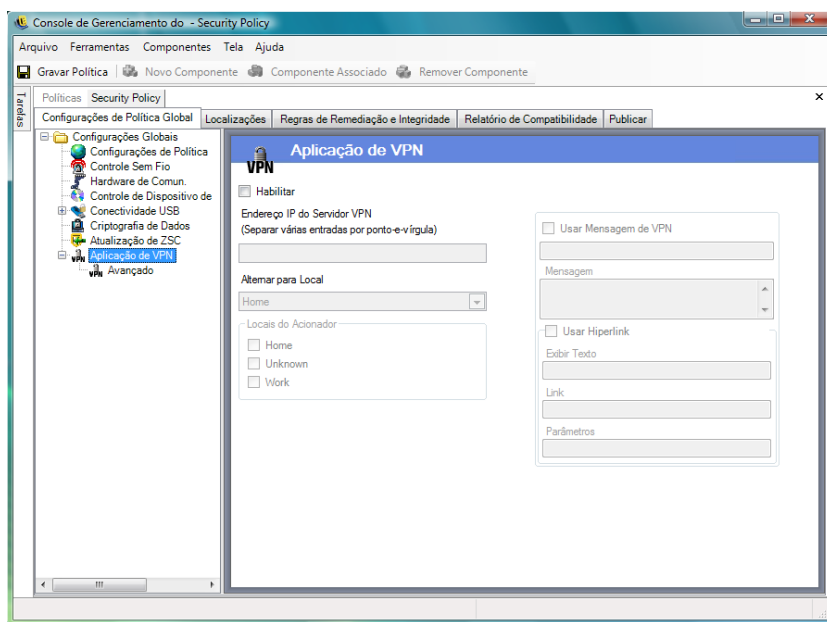 Console de Gerenciamento do - Security Policy
Arquivo Ferramentas Componentes Tela Ajuda
Gravar Política Novo Componente Componente Associado Remover Componente
Tarefas
Políticas Security Policy
Configurações de Política Global Localizações Regras de Remediação e Integridade Relatório de Compatibilidade Publicar
Configurações Globais
Configurações de Polític
Controle Sem Fio
Hardware de Comun.
Controle de Dispositivo de
Conectividade USB
Criptografia de Dados
Atualização de ZSC
VPN Aplicação de VPN
VPN Avançado
VPN
Aplicação de VPN
Habilitar
Endereço IP do Servidor VPN
(Separar várias entradas por ponto-e-vírgula)
Alternar para Local
Home
Locais do Acionador
Home
Unknown
Work
Usar Mensagem de VPN
Mensagem
Usar Hiperlink
Exibir Texto
Link
Parâmetros